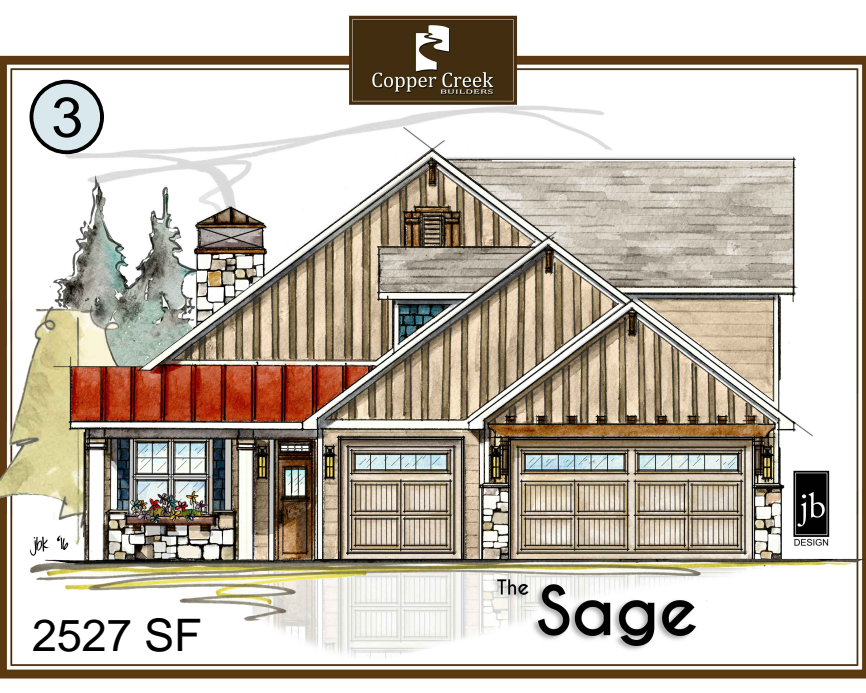 Copper Creek
BUILDERS
3
jb
DESIGN
jbk '16
The
Sage
2527 SF